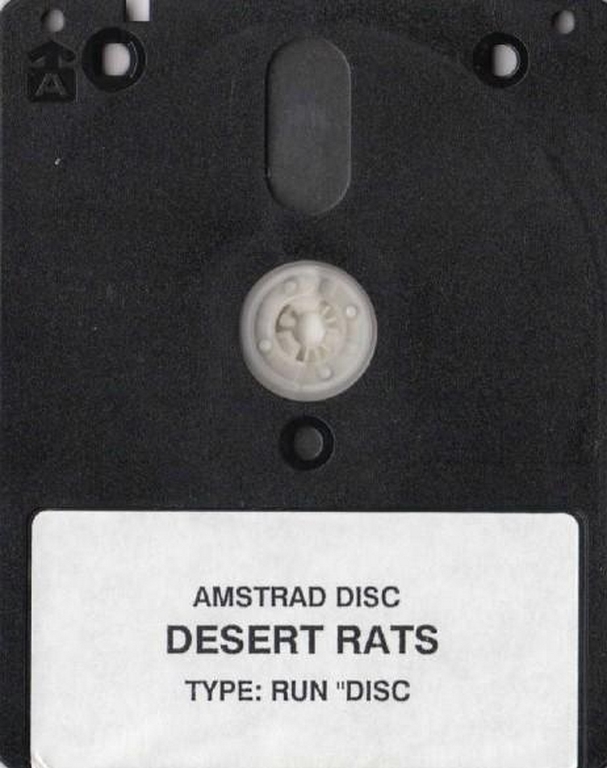 A
AMSTRAD DISC
DESERT RATS
TYPE: RUN "DISC